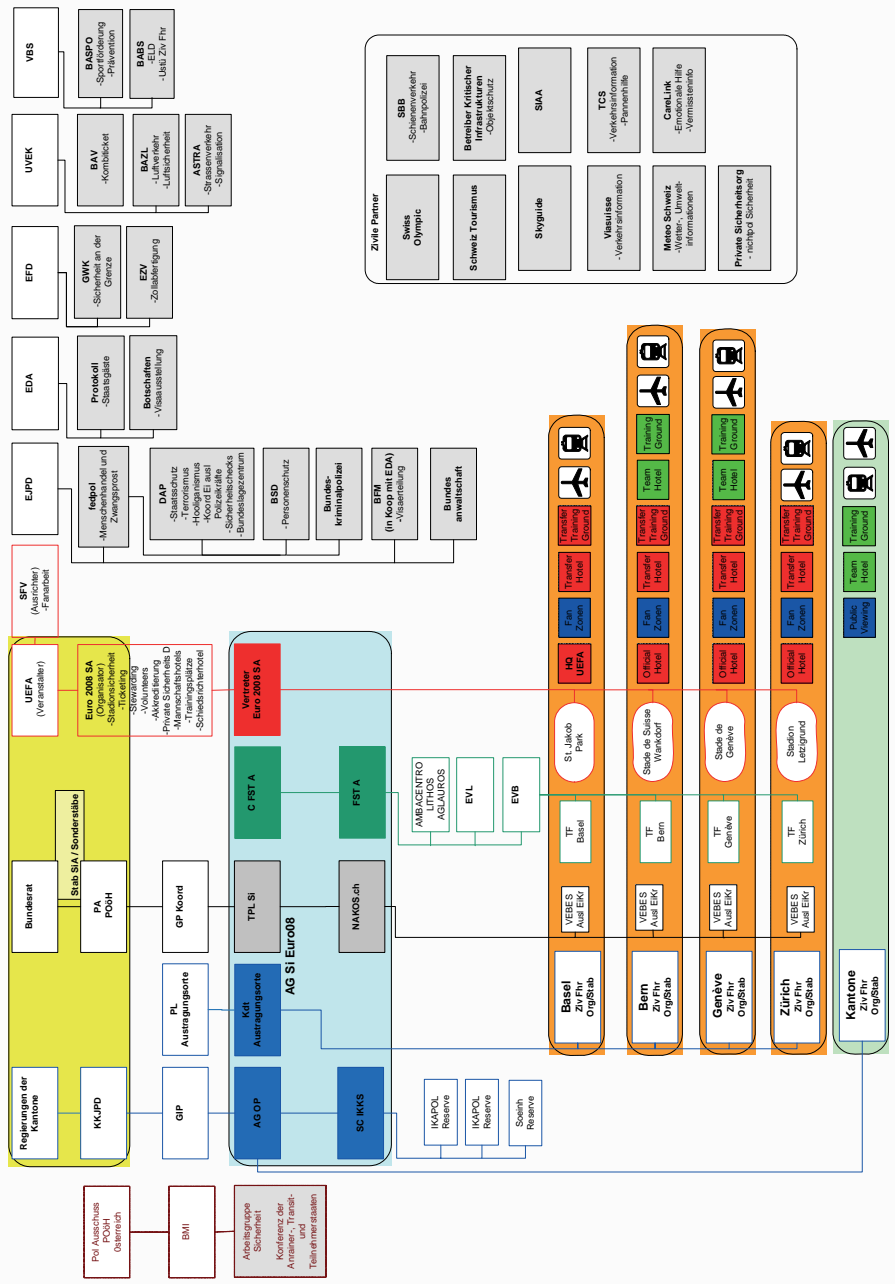 Pol Ausschuss
POöH
Österreich
BMI
Arbeitsgruppe
Sicherheit
Konferenz der
Anrainer-, Transit-
und
Teilnehmerstaaten
Regierungen der
Kantone
KKJPD
GIP
AG OP
SC IKKS
IKAPOL
Reserve
IKAPOL
Reserve
Soeinh
Reserve
PL
Austragungsorte
Kdt
Austragungsorte
Bundesrat
Stab SiA / Sonderstäbe
PA
POöH
GP Koord
TPL Si
AG Si Euro08
NAKOS.ch
C FST A
FST A
AMBACENTRO
LITHOS
AGLAUROS
EVL
EVB
UEFA
(Veranstalter)
SFV
(Ausrichter)
-Fanarbeit
Euro 2008 SA
(Organisator)
-Stadionsicherheit
-Ticketing
-Stewarding
-Volunteers
-Akkreditierung
-Private Sicherheits D
-Mannschaftshotels
-Trainingsplätze
-Schiedsrichterhotel
Vertreter
Euro 2008 SA
EJPD
fedpol
-Menschenhandel und
Zwangsprost
DAP
-Staatsschutz
-Terrorismus
-Hooliganismus
-Koord El ausl
Polizeikräfte
-Sicherheitschecks
-Bundeslagezentrum
BSD
-Personenschutz
Bundes-
kriminalpolizei
BFM
(in Koop mit EDA)
-Visaerteilung
Bundes
anwaltschaft
EDA
Protokoll
-Staatsgäste
Botschaften
-Visaausstellung
EFD
GWK
-Sicherheit an der
Grenze
EZV
-Zollabfertigung
UVEK
BAV
-Kombiticket
BAZL
-Luftverkehr
-Luftsicherheit
ASTRA
-Strassenverkehr
-Signalisation
VBS
BASPO
-Sportförderung
-Prävention
BABS
-ELD
-Ustü Ziv Fhr
Zivile Partner
Swiss
Olympic
SBB
-Schienenverkehr
-Bahnpolizei
Schweiz Tourismus
Betreiber Kritischer
Infrastrukturen
-Objektschutz
Skyguide
SIAA
Viasuisse
-Verkehrsinformation
TCS
-Verkehrsinformation
-Pannenhilfe
Meteo Schweiz
-Wetter-, Umwelt-
informationen
CareLink
-Emotionale Hilfe
-Vermissteninfo
Private Sicherheitsorg
- nichtpol Sicherheit
Basel
Ziv Fhr
Org/Stab
VEBES
Ausl EiKr
TF
Basel
St. Jakob
Park
HQ
UEFA
Fan
Zonen
Transfer
Hotel
Transfer
Training
Ground
Bern
Ziv Fhr
Org/Stab
VEBES
Ausl EiKr
TF
Bern
Stade de Suisse
Wankdorf
Official
Hotel
Fan
Zonen
Transfer
Hotel
Transfer
Training
Ground
Team
Hotel
Training
Ground
Genève
Ziv Fhr
Org/Stab
VEBES
Ausl EiKr
TF
Genève
Stade de
Genève
Official
Hotel
Fan
Zonen
Transfer
Hotel
Transfer
Training
Ground
Team
Hotel
Training
Ground
Zürich
Ziv Fhr
Org/Stab
VEBES
Ausl EiKr
TF
Zürich
Stadion
Letzigrund
Official
Hotel
Fan
Zonen
Transfer
Hotel
Transfer
Training
Ground
Kantone
Ziv Fhr
Org/Stab
Public
Viewing
Team
Hotel
Training
Ground